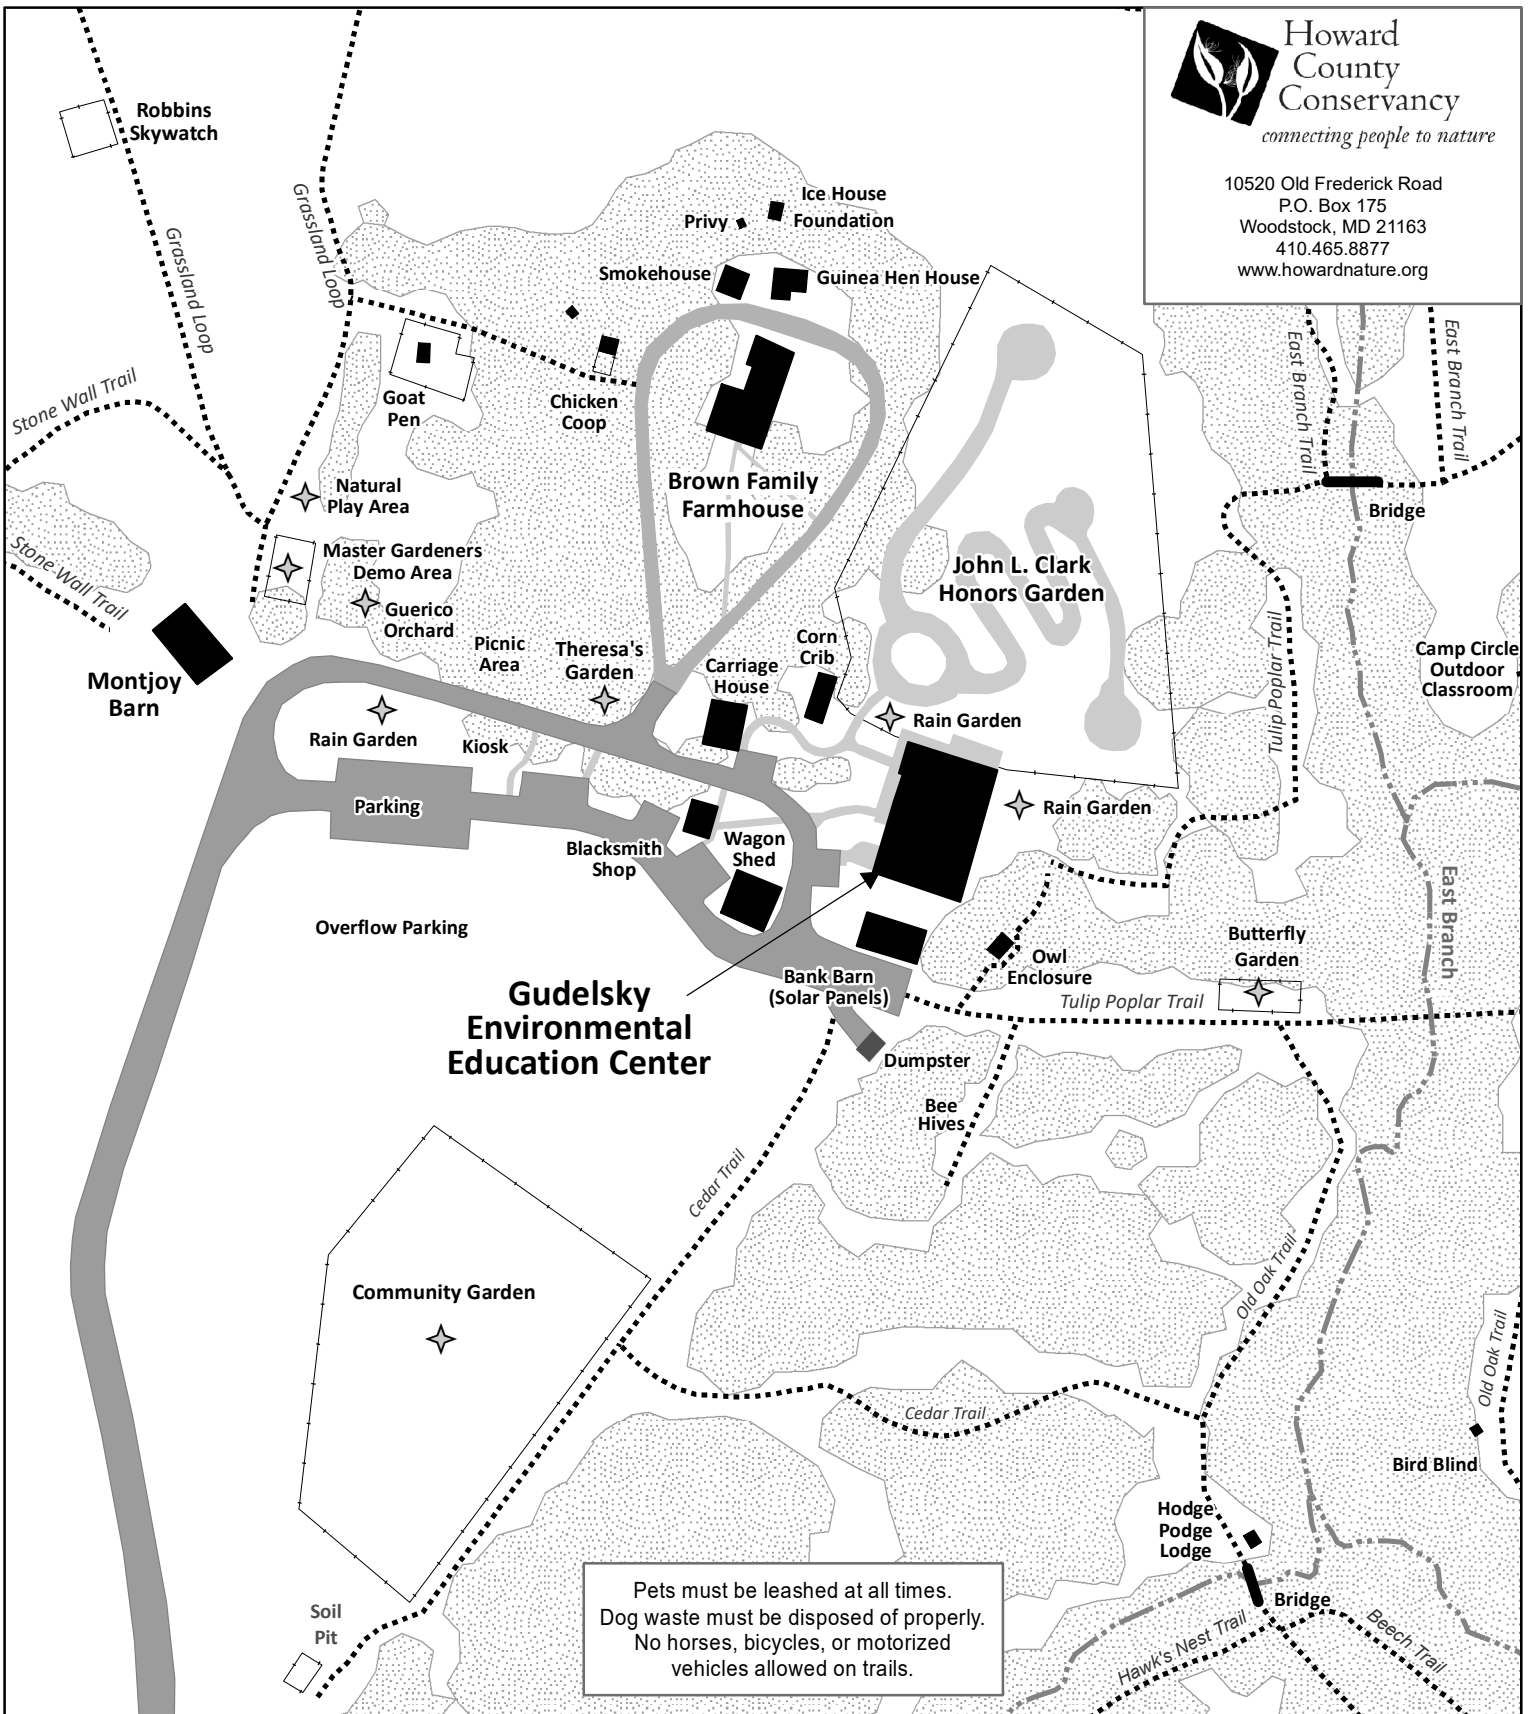 Howard
County
Conservancy
connecting people to nature
10520 Old Frederick Road
P.O. Box 175
Woodstock, MD 21163
410.465.8877
www.howardnature.org
Robbins
Skywatch
Grassland Loop
Grassland Loop
Ice House
Foundation
Privy
Smokehouse
Guinea Hen House
Stone Wall Trail
Goat
Pen
Chicken
Coop
East Branch Trail
East Branch Trail
Brown Family
Farmhouse
Natural
Play Area
Bridge
Stone Wall Trail
Master Gardeners
Demo Area
John L. Clark
Honors Garden
Guerico
Orchard
Picnic
Area
Theresa's
Garden
Corn
Crib
Carriage
House
Tulip Poplar Trail
Camp Circle
Outdoor
Classroom
Montjoy
Barn
Rain Garden
Rain Garden
Kiosk
Parking
Rain Garden
Blacksmith
Shop
Wagon
Shed
East Branch
Overflow Parking
Butterfly
Garden
Owl
Enclosure
Bank Barn
(Solar Panels)
Tulip Poplar Trail
Gudelsky
Environmental
Education Center
Dumpster
Bee
Hives
Cedar Trail
Community Garden
Old Oak Trail
Old Oak Trail
Cedar Trail
Bird Blind
Hodge
Podge
Lodge
Pets must be leashed at all times.
Dog waste must be disposed of properly.
No horses, bicycles, or motorized
vehicles allowed on trails.
Bridge
Soil
Pit
Hawk's Nest Trail
Beech Trail